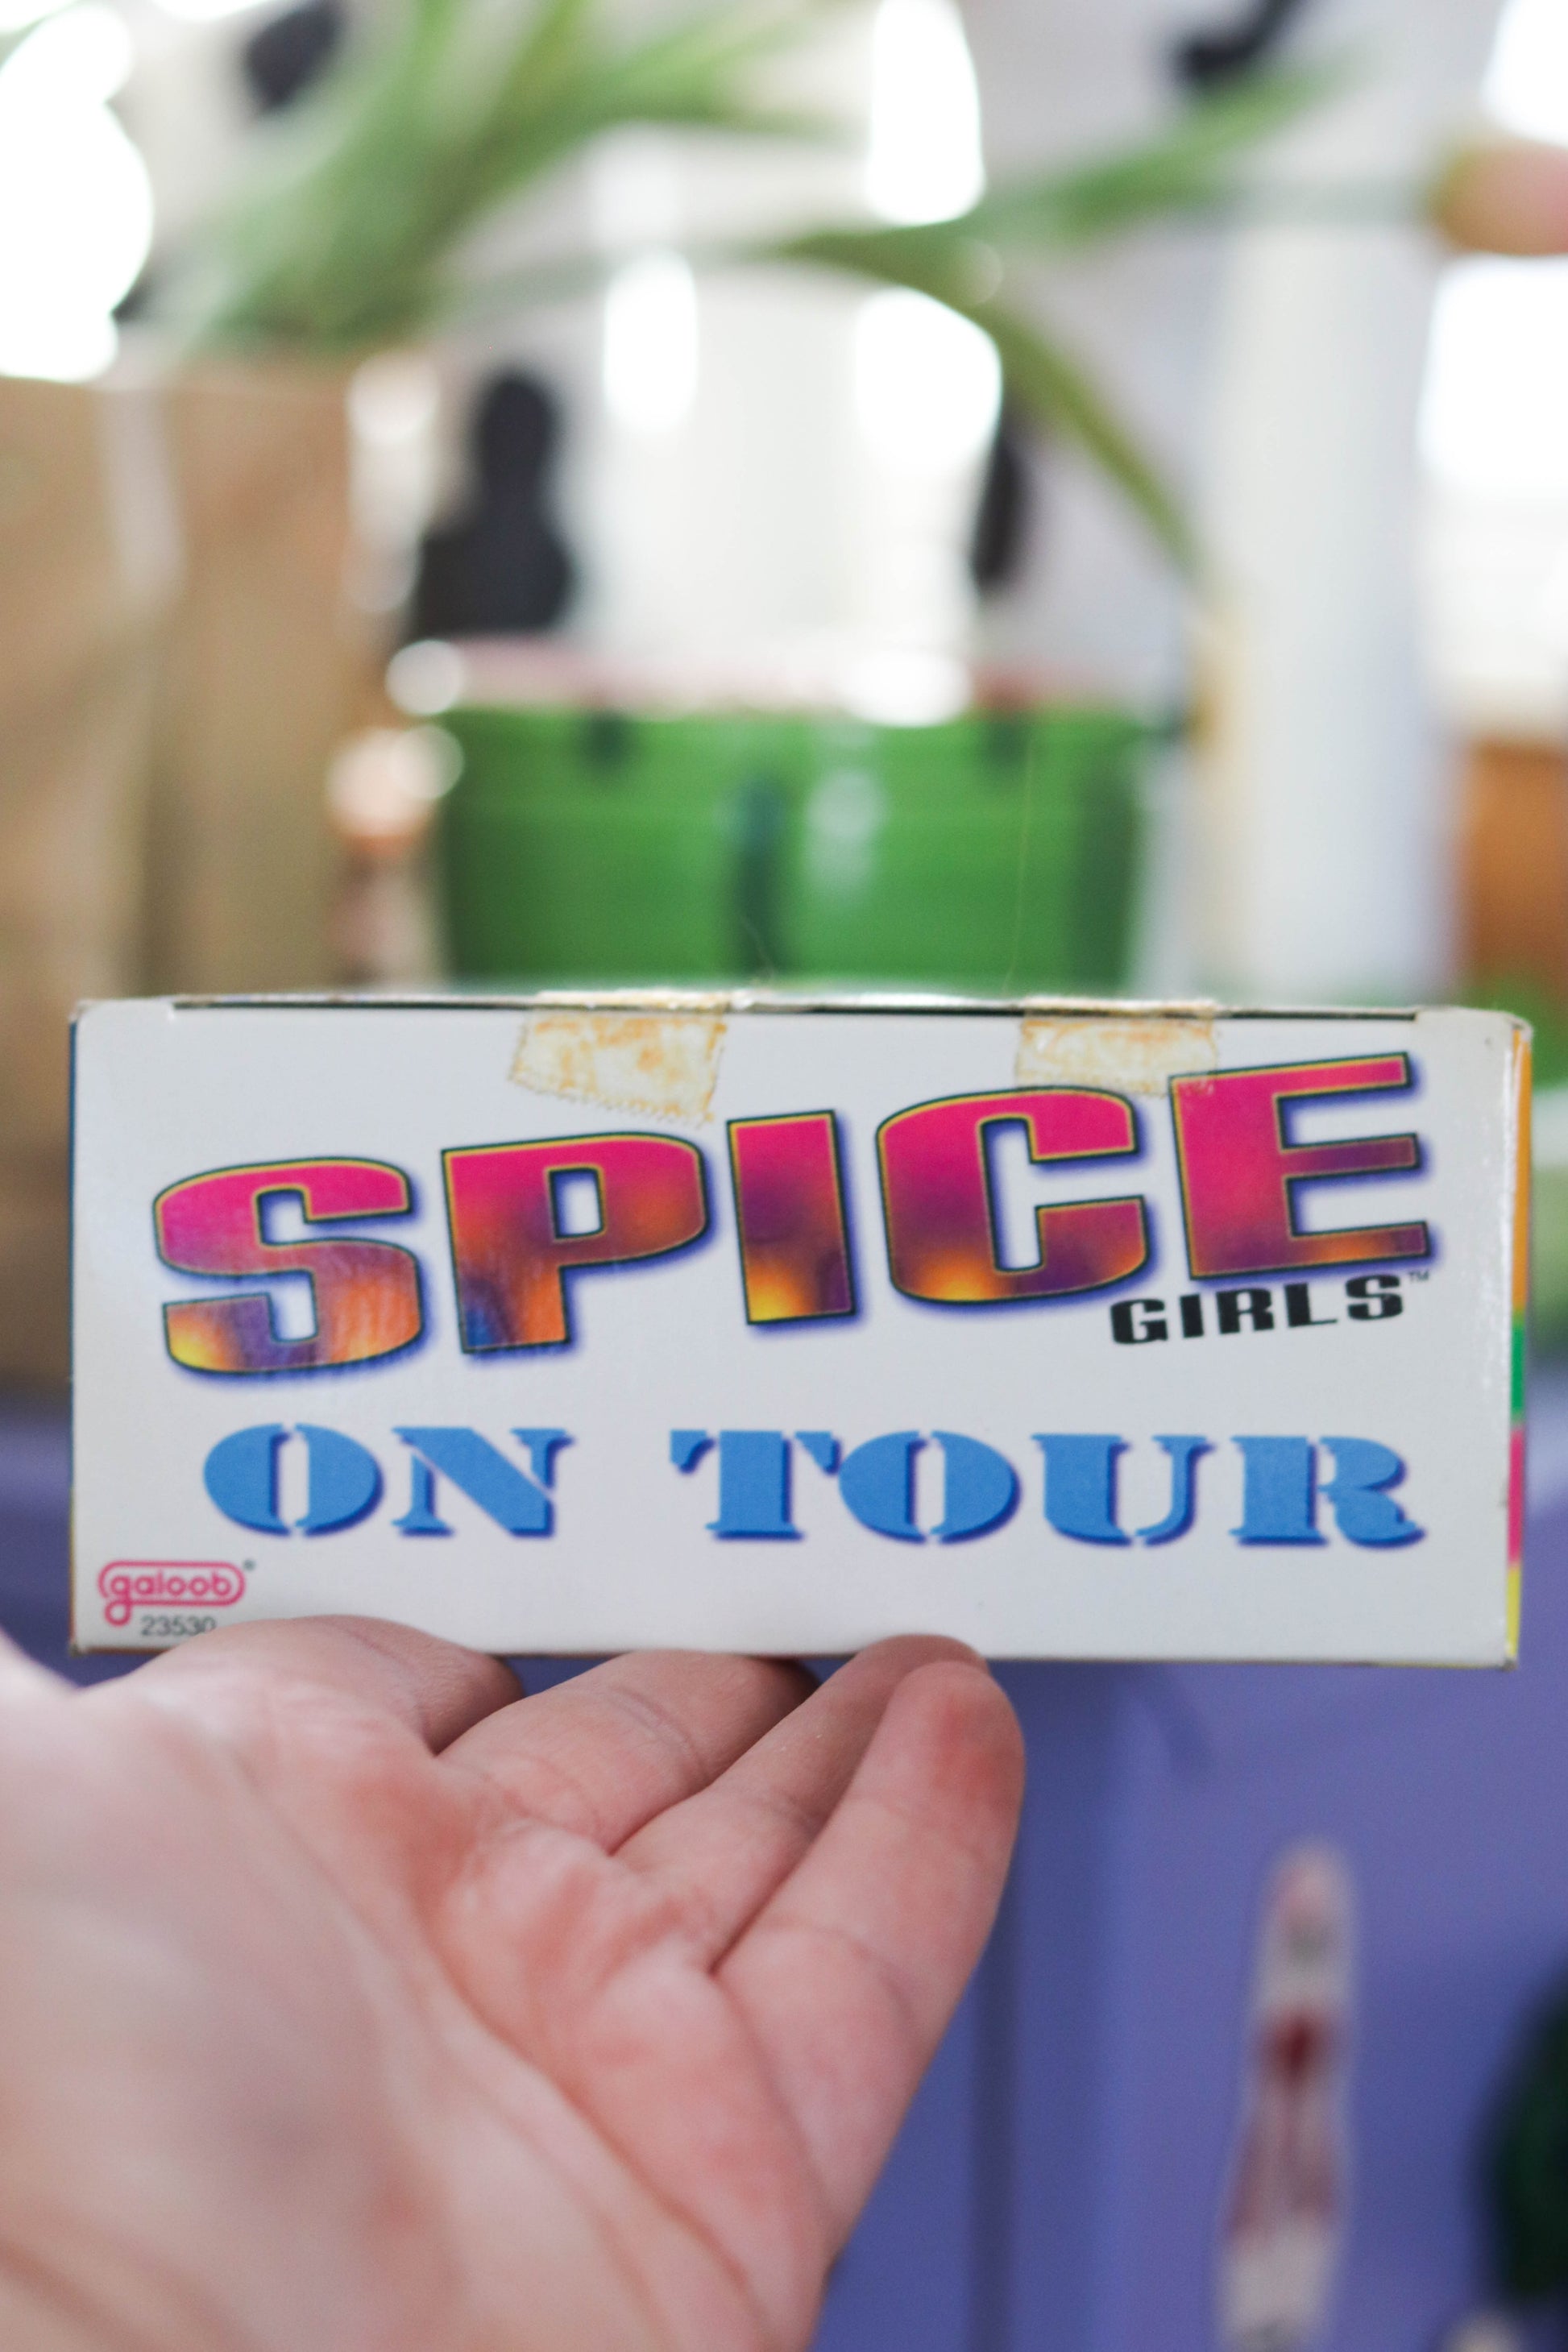 SPICE
GIRLS™
ON TOUR
galoob®
23530